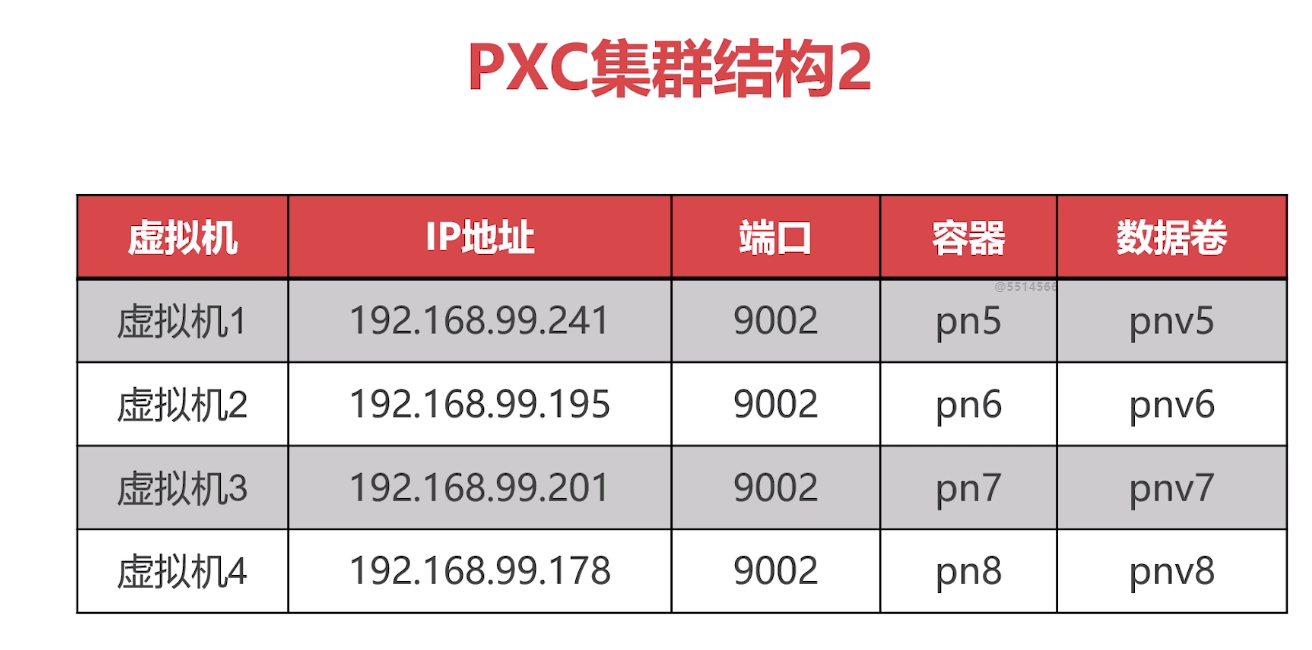 PXC集群结构2
虚拟机 IP地址 端口 容器 数据卷
@5514566
虚拟机1 192.168.99.241 9002 pn5 pnv5
虚拟机2 192.168.99.195 9002 pn6 pnv6
虚拟机3 192.168.99.201 9002 pn7 pnv7
虚拟机4 192.168.99.178 9002 pn8 pnv8